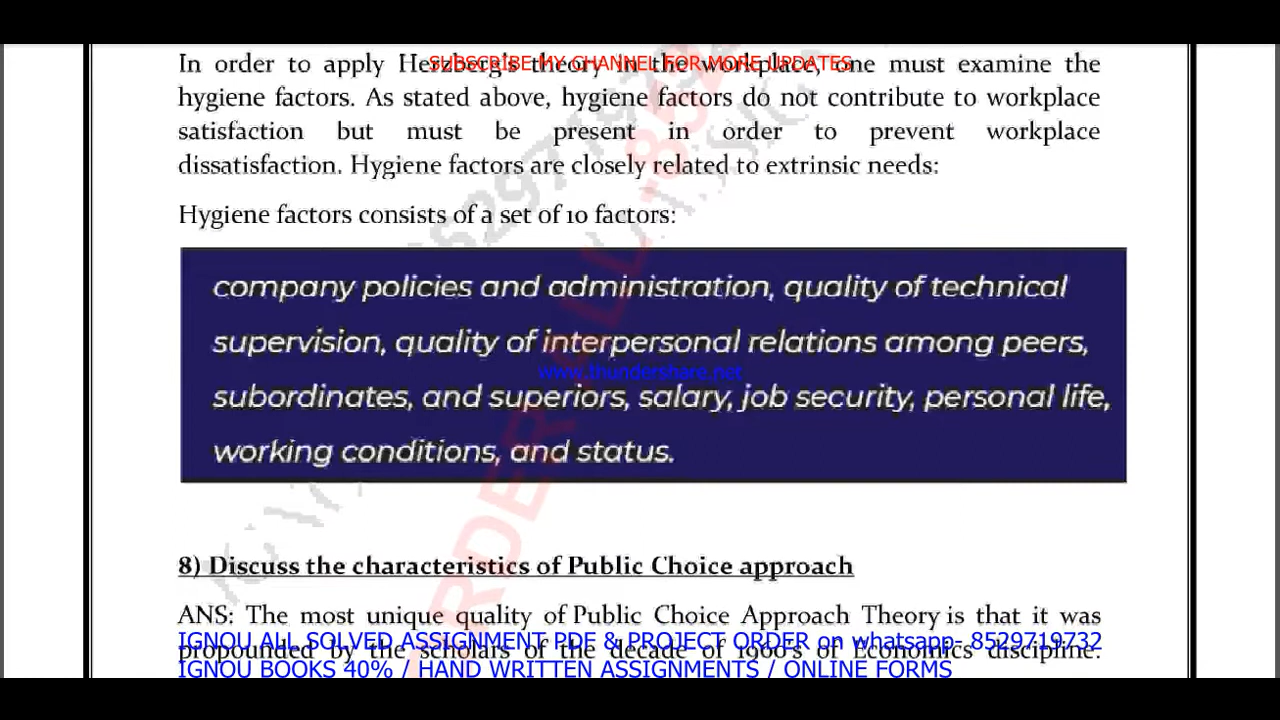 SUBSCRIBE MY CHANNEL FOR MORE UPDATES
In order to apply Herzberg's theory in the workplace, one must examine the
hygiene factors. As stated above, hygiene factors do not contribute to workplace
satisfaction but must be present in order to prevent workplace
dissatisfaction. Hygiene factors are closely related to extrinsic needs:
Hygiene factors consists of a set of 10 factors:
company policies and administration, quality of technical
supervision, quality of interpersonal relations among peers,
www.thundershare.net
subordinates, and superiors, salary, job security, personal life,
working conditions, and status.
8) Discuss the characteristics of Public Choice approach
ANS: The most unique quality of Public Choice Approach Theory is that it was
IGNOU ALL SOLVED ASSIGNMENT PDF & PROJECT ORDER on whatsapp- 8529719732
propounded by the scholars of the decade of 1960's of Economics discipline.
IGNOU BOOKS 40% / HAND WRITTEN ASSIGNMENTS / ONLINE FORMS